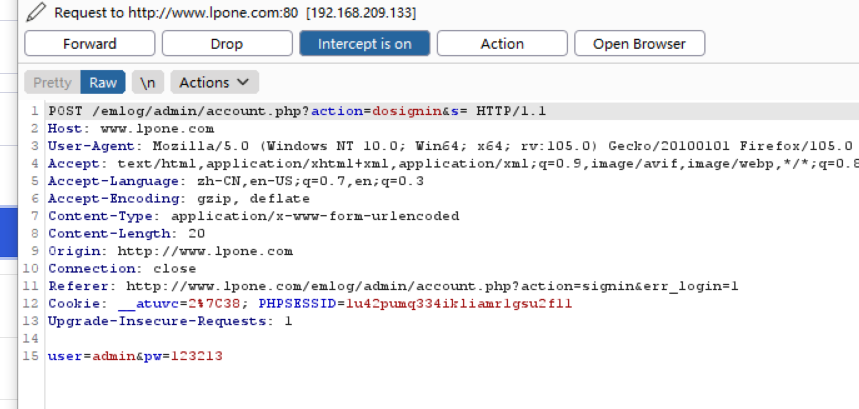 Request to http://www.lpone.com:80 [192.168.209.133]
Forward Drop Intercept is on Action Open Browser
Pretty Raw \n Actions
1 POST /emlog/admin/account.php?action=dosignin&s= HTTP/1.1
2 Host: www.lpone.com
3 User-Agent: Mozilla/5.0 (Windows NT 10.0; Win64; x64; rv:105.0) Gecko/20100101 Firefox/105.0
4 Accept: text/html,application/xhtml+xml,application/xml;q=0.9,image/avif,image/webp,*/*;q=0.8
5 Accept-Language: zh-CN,en-US;q=0.7,en;q=0.3
6 Accept-Encoding: gzip, deflate
7 Content-Type: application/x-www-form-urlencoded
8 Content-Length: 20
9 Origin: http://www.lpone.com
10 Connection: close
11 Referer: http://www.lpone.com/emlog/admin/account.php?action=signin&err_login=1
12 Cookie: __atuvc=2%7C38; PHPSESSID=lu42pumq334ikliamrlgsu2fll
13 Upgrade-Insecure-Requests: 1
14
15 user=admin&pw=123213